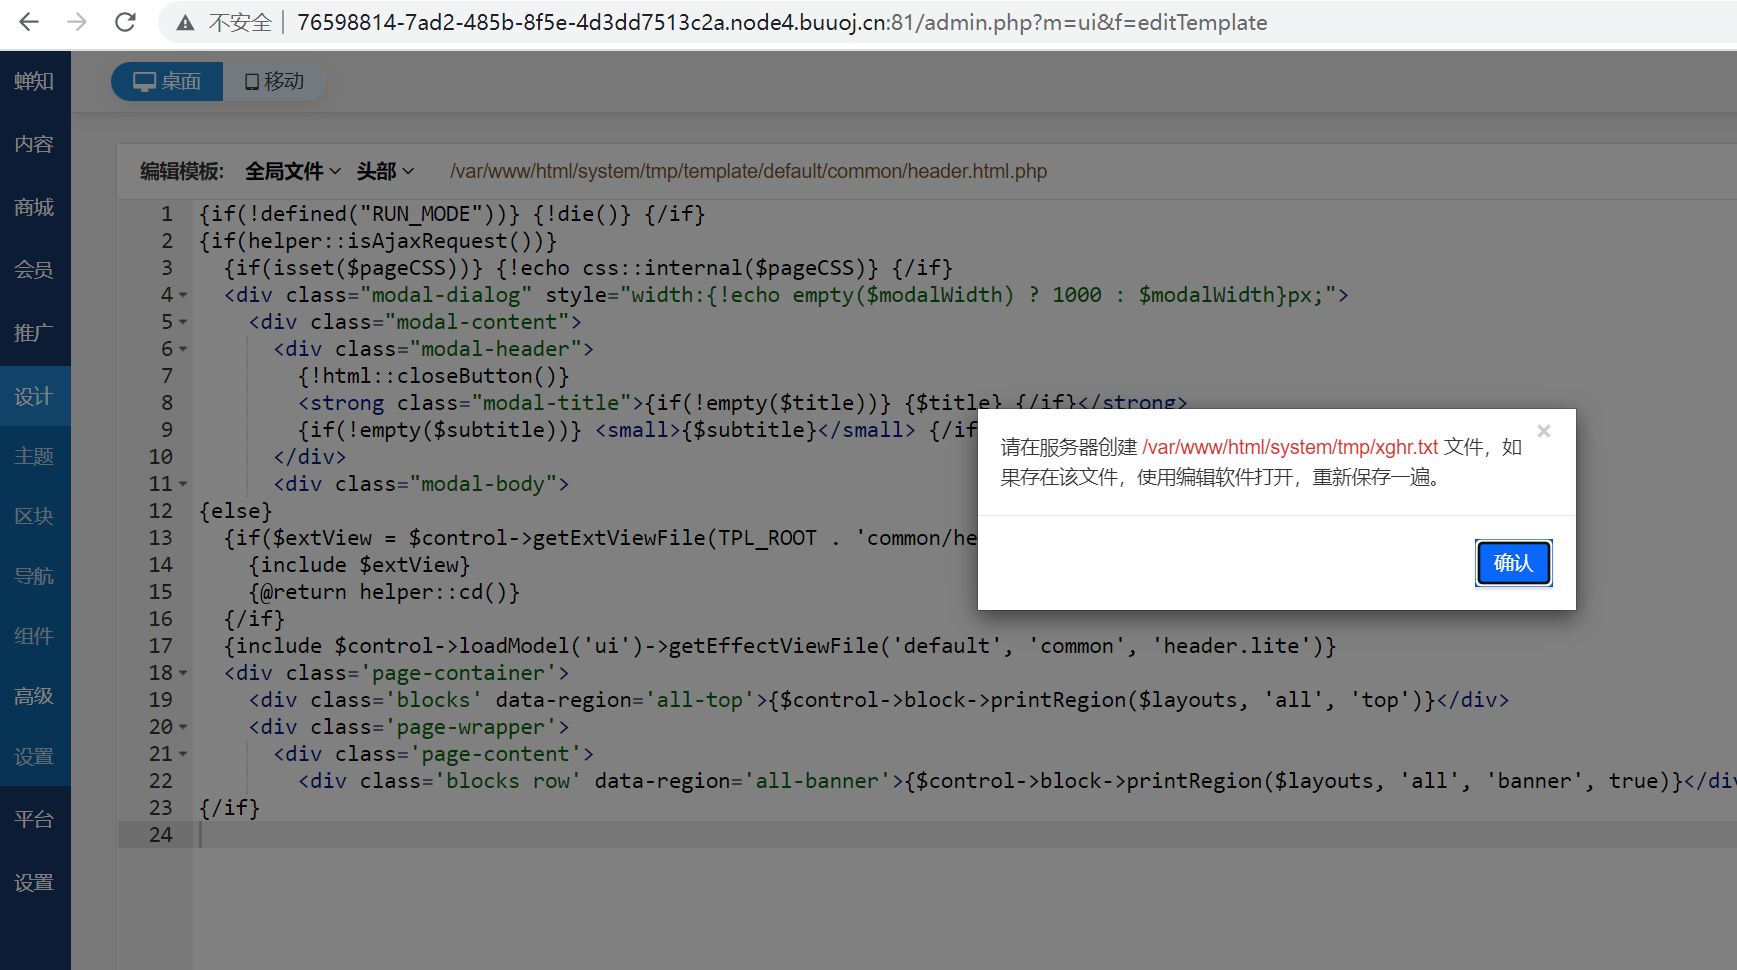 不安全 | 76598814-7ad2-485b-8f5e-4d3dd7513c2a.node4.buuoj.cn:81/admin.php?m=ui&f=editTemplate
蝉知
内容
商城
会员
推广
设计
主题
区块
导航
组件
高级
设置
平台
设置
桌面 移动
编辑模板: 全局文件 头部 /var/www/html/system/tmp/template/default/common/header.html.php
1 {if(!defined("RUN_MODE"))} {!die()} {/if}
2 {if(helper::isAjaxRequest())}
3 {if(isset($pageCSS))} {!echo css::internal($pageCSS)} {/if}
4 <div class="modal-dialog" style="width:{!echo empty($modalWidth) ? 1000 : $modalWidth}px;">
5 <div class="modal-content">
6 <div class="modal-header">
7 {!html::closeButton()}
8 <strong class="modal-title">{if(!empty($title))} {$title} {/if}</strong>
9 {if(!empty($subtitle))} <small>{$subtitle}</small> {/if
10 </div>
11 <div class="modal-body">
12 {else}
13 {if($extView = $control->getExtViewFile(TPL_ROOT . 'common/he
14 {include $extView}
15 {@return helper::cd()}
16 {/if}
17 {include $control->loadModel('ui')->getEffectViewFile('default', 'common', 'header.lite')}
18 <div class='page-container'>
19 <div class='blocks' data-region='all-top'>{$control->block->printRegion($layouts, 'all', 'top')}</div>
20 <div class='page-wrapper'>
21 <div class='page-content'>
22 <div class='blocks row' data-region='all-banner'>{$control->block->printRegion($layouts, 'all', 'banner', true)}</div
23 {/if}
24
请在服务器创建 /var/www/html/system/tmp/xghr.txt 文件，如
果存在该文件，使用编辑软件打开，重新保存一遍。
×
确认